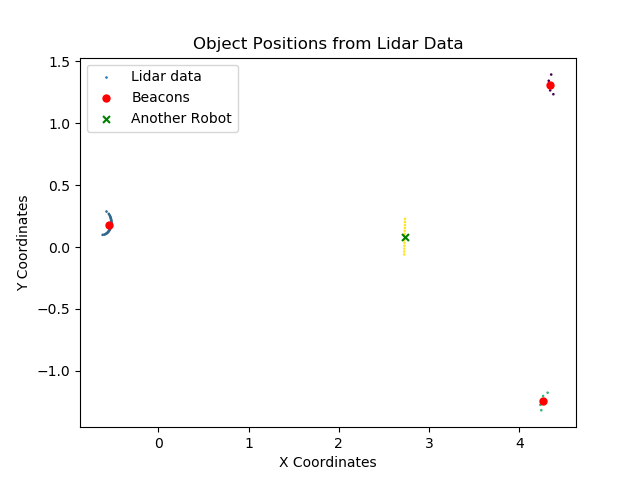 Object Positions from Lidar Data
Lidar data
Beacons
Another Robot
1.5
1.0
0.5
0.0
−0.5
−1.0
Y Coordinates
0 1 2 3 4
X Coordinates